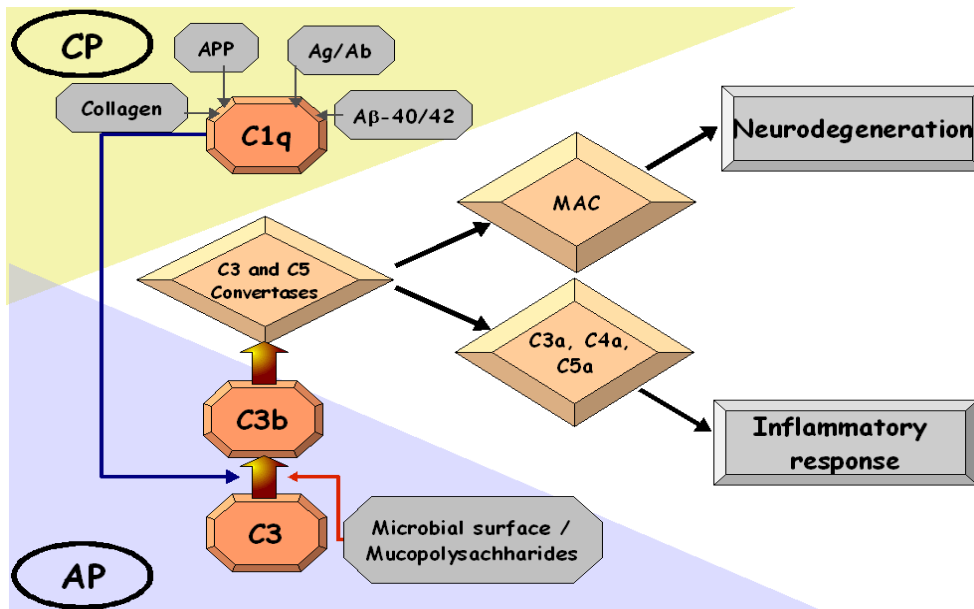 CP
APP
Ag/Ab
Collagen
Aβ-40/42
C1q
Neurodegeneration
MAC
C3 and C5
Convertases
C3a, C4a,
C5a
C3b
Inflammatory
response
C3
Microbial surface /
Mucopolysachharides
AP